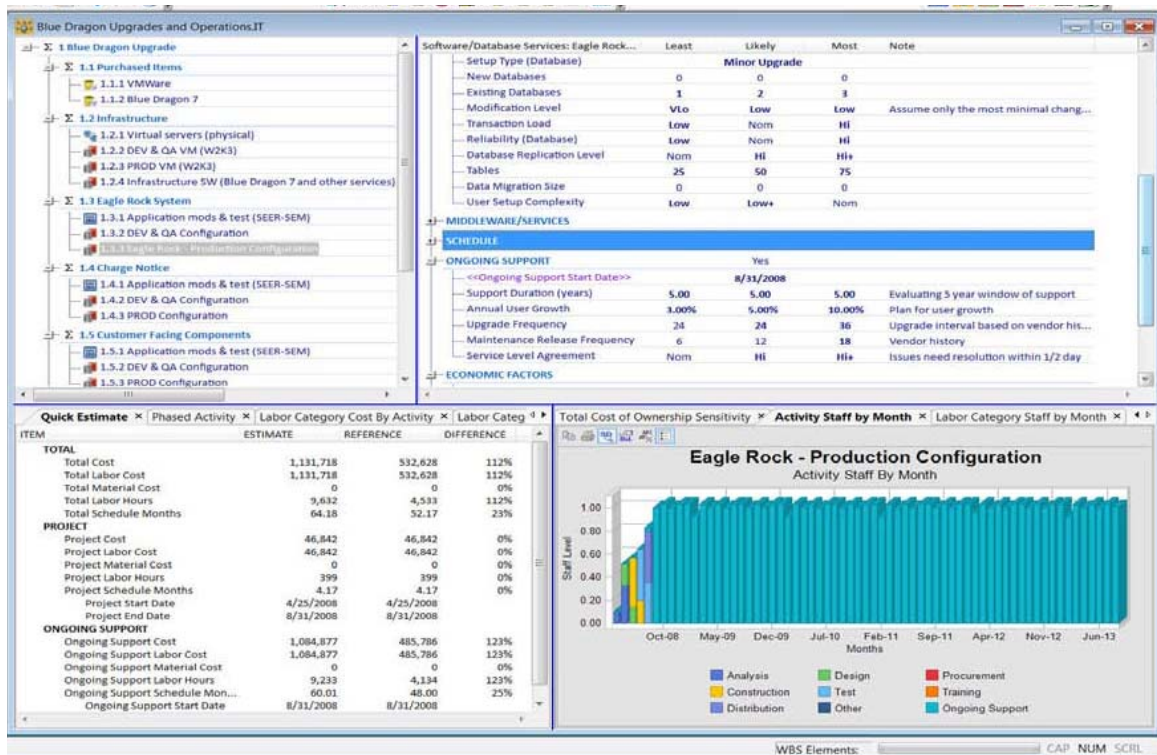 Blue Dragon Upgrades and Operations.IT
Σ 1 Blue Dragon Upgrade
Σ 1.1 Purchased Items
1.1.1 VMWare
1.1.2 Blue Dragon 7
Σ 1.2 Infrastructure
1.2.1 Virtual servers (physical)
1.2.2 DEV & QA VM (W2K3)
1.2.3 PROD VM (W2K3)
1.2.4 Infrastructure SW (Blue Dragon 7 and other services)
Σ 1.3 Eagle Rock System
1.3.1 Application mods & test (SEER-SEM)
1.3.2 DEV & QA Configuration
1.3.3 Eagle Rock - Production Configuration
Σ 1.4 Charge Notice
1.4.1 Application mods & test (SEER-SEM)
1.4.2 DEV & QA Configuration
1.4.3 PROD Configuration
Σ 1.5 Customer Facing Components
1.5.1 Application mods & test (SEER-SEM)
1.5.2 DEV & QA Configuration
1.5.3 PROD Configuration
Software/Database Services: Eagle Rock... Least Likely Most Note
Setup Type (Database) Minor Upgrade
New Databases 0 0 0
Existing Databases 1 2 3
Modification Level VLo Low Low Assume only the most minimal chang...
Transaction Load Low Nom Hi
Reliability (Database) Low Nom Hi
Database Replication Level Nom Hi Hi+
Tables 25 50 75
Data Migration Size 0 0 0
User Setup Complexity Low Low+ Nom
MIDDLEWARE/SERVICES
SCHEDULE
ONGOING SUPPORT Yes
<<Ongoing Support Start Date>> 8/31/2008
Support Duration (years) 5.00 5.00 5.00 Evaluating 5 year window of support
Annual User Growth 3.00% 5.00% 10.00% Plan for user growth
Upgrade Frequency 24 24 36 Upgrade interval based on vendor his...
Maintenance Release Frequency 6 12 18 Vendor history
Service Level Agreement Nom Hi Hi+ Issues need resolution within 1/2 day
ECONOMIC FACTORS
Quick Estimate × Phased Activity × Labor Category Cost By Activity × Labor Categ
ITEM ESTIMATE REFERENCE DIFFERENCE
TOTAL
Total Cost 1,131,718 532,628 112%
Total Labor Cost 1,131,718 532,628 112%
Total Material Cost 0 0 0%
Total Labor Hours 9,632 4,533 112%
Total Schedule Months 64.18 52.17 23%
PROJECT
Project Cost 46,842 46,842 0%
Project Labor Cost 46,842 46,842 0%
Project Material Cost 0 0 0%
Project Labor Hours 399 399 0%
Project Schedule Months 4.17 4.17 0%
Project Start Date 4/25/2008 4/25/2008
Project End Date 8/31/2008 8/31/2008
ONGOING SUPPORT
Ongoing Support Cost 1,084,877 485,786 123%
Ongoing Support Labor Cost 1,084,877 485,786 123%
Ongoing Support Material Cost 0 0 0%
Ongoing Support Labor Hours 9,233 4,134 123%
Ongoing Support Schedule Mon... 60.01 48.00 25%
Ongoing Support Start Date 8/31/2008 8/31/2008
Total Cost of Ownership Sensitivity × Activity Staff by Month × Labor Category Staff by Month ×
Eagle Rock - Production Configuration
Activity Staff By Month
Staff Level
1.00
0.80
0.60
0.40
0.20
0.00
Oct-08 May-09 Dec-09 Jul-10 Feb-11 Sep-11 Apr-12 Nov-12 Jun-13
Months
Analysis Design Procurement
Construction Test Training
Distribution Other Ongoing Support
WBS Elements: CAP NUM SCRL